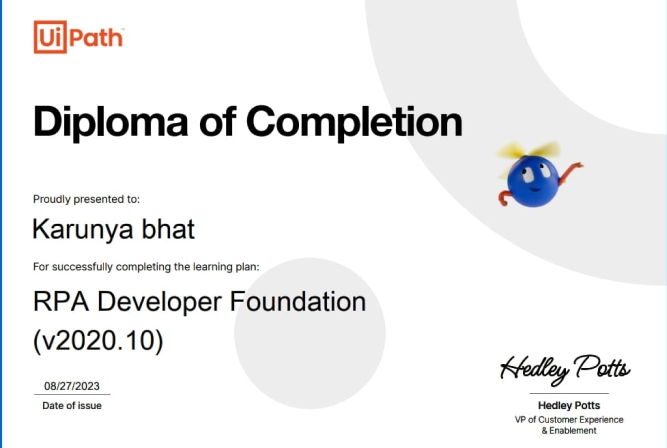 UiPath
Diploma of Completion
Proudly presented to:
Karunya bhat
For successfully completing the learning plan:
RPA Developer Foundation
(v2020.10)
08/27/2023
Date of issue
Hedley Potts
Hedley Potts
VP of Customer Experience
& Enablement